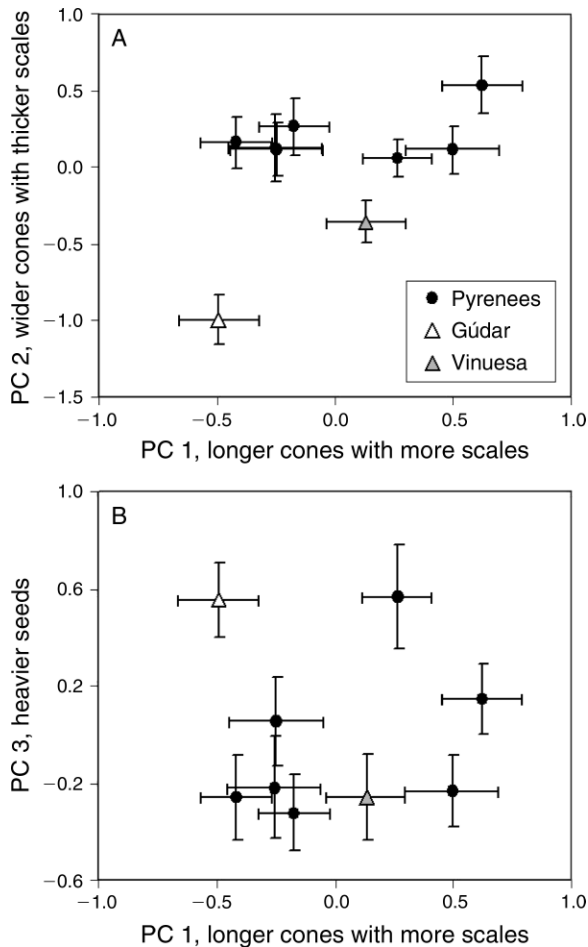 A
PC 2, wider cones with thicker scales
1.0
0.5
0.0
−0.5
−1.0
−1.5
Pyrenees
Gúdar
Vinuesa
−1.0
−0.5
0.0
0.5
1.0
PC 1, longer cones with more scales
B
PC 3, heavier seeds
1.0
0.6
0.2
−0.2
−0.6
−1.0
−0.5
0.0
0.5
1.0
PC 1, longer cones with more scales